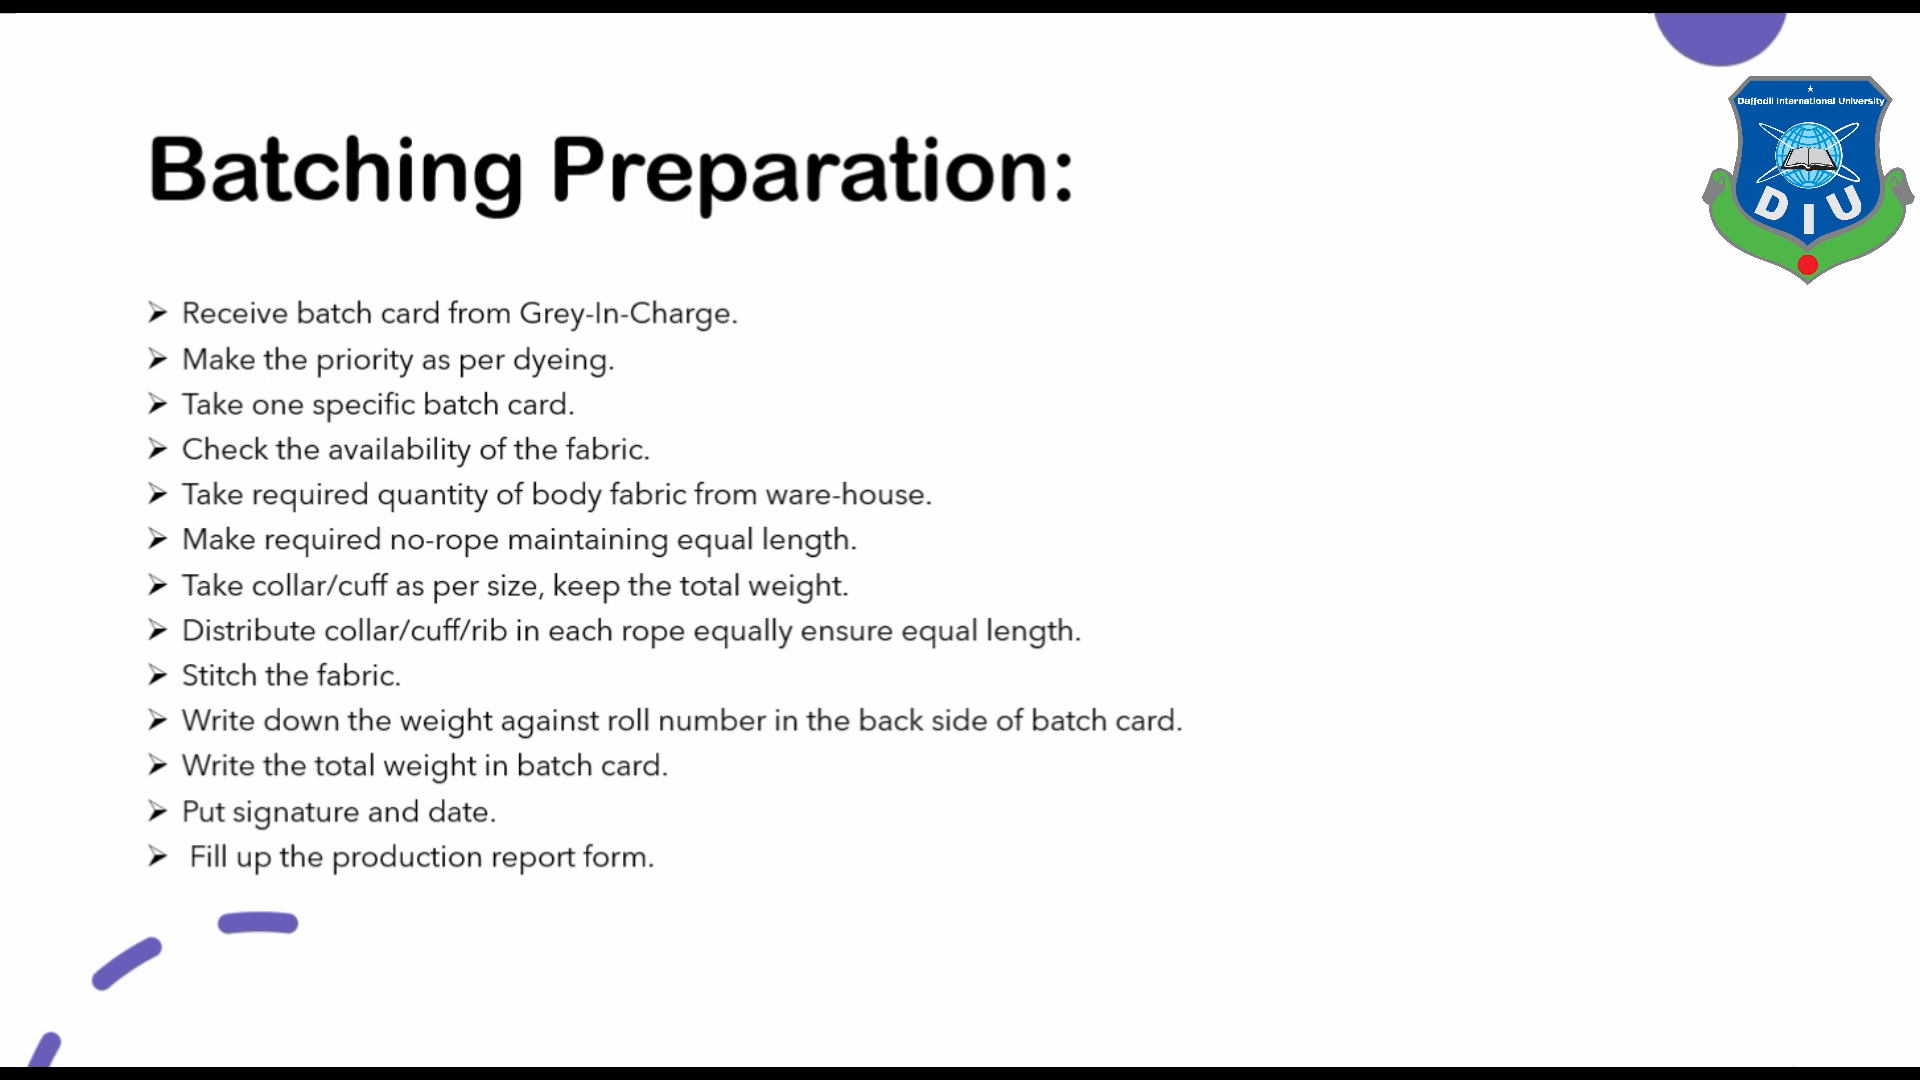 Daffodil International University
D I U
Batching Preparation:
➢ Receive batch card from Grey-In-Charge.
➢ Make the priority as per dyeing.
➢ Take one specific batch card.
➢ Check the availability of the fabric.
➢ Take required quantity of body fabric from ware-house.
➢ Make required no-rope maintaining equal length.
➢ Take collar/cuff as per size, keep the total weight.
➢ Distribute collar/cuff/rib in each rope equally ensure equal length.
➢ Stitch the fabric.
➢ Write down the weight against roll number in the back side of batch card.
➢ Write the total weight in batch card.
➢ Put signature and date.
➢ Fill up the production report form.